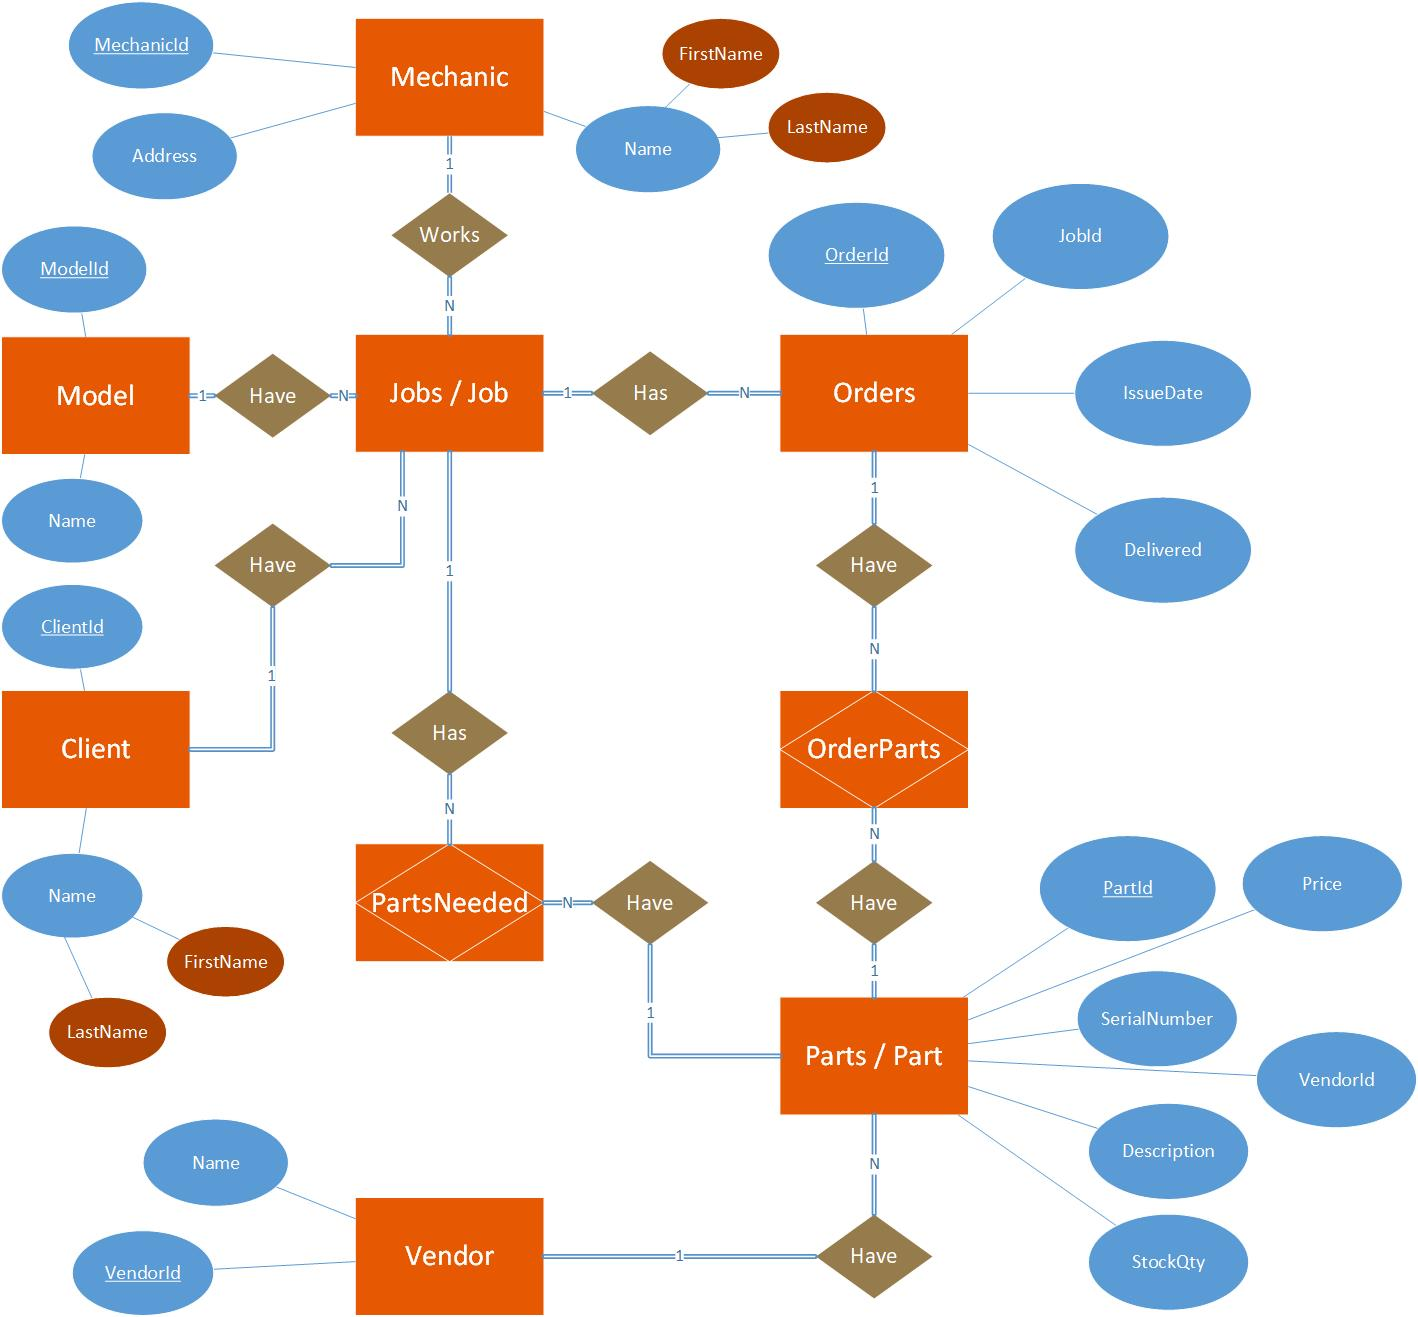 MechanicId
Mechanic
FirstName
LastName
Address
Name
1
Works
N
ModelId
OrderId
JobId
Model
1
Have
N
Jobs / Job
1
Has
N
Orders
IssueDate
Name
N
1
Delivered
Have
1
Have
ClientId
N
1
Client
Has
OrderParts
N
N
Name
PartsNeeded
N
Have
Have
PartId
Price
FirstName
LastName
1
1
SerialNumber
Parts / Part
VendorId
Description
Name
N
Vendor
1
Have
StockQty
VendorId